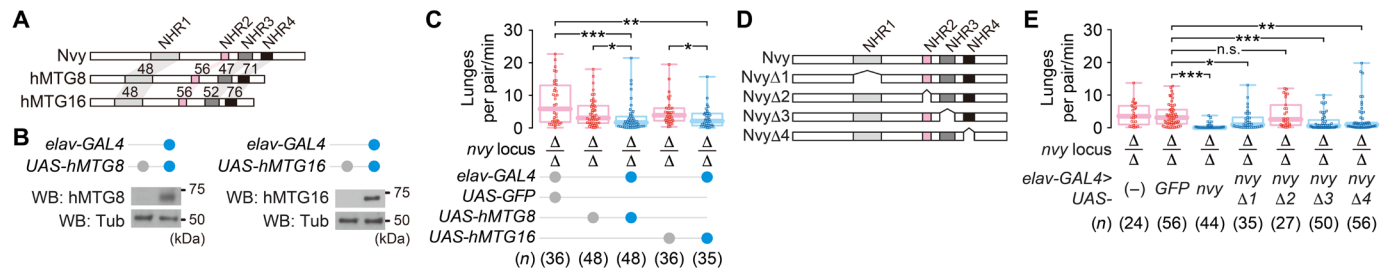 A
NHR1
NHR2
NHR3
NHR4
Nvy
48
56
47
71
hMTG8
48
56
52
76
hMTG16
B
elav-GAL4
UAS-hMTG8
WB: hMTG8
75
WB: Tub
50
(kDa)
elav-GAL4
UAS-hMTG16
WB: hMTG16
75
WB: Tub
50
(kDa)
C
Lunges
per pair/min
30
20
10
0
**
***
*
*
nvy locus
Δ Δ Δ Δ Δ
Δ Δ Δ Δ Δ
elav-GAL4
UAS-GFP
UAS-hMTG8
UAS-hMTG16
(n) (36) (48) (48) (36) (35)
D
NHR1
NHR2
NHR3
NHR4
Nvy
NvyΔ1
NvyΔ2
NvyΔ3
NvyΔ4
E
Lunges
per pair/min
30
20
10
0
**
***
n.s.
*
***
nvy locus
Δ Δ Δ Δ Δ Δ Δ
Δ Δ Δ Δ Δ Δ Δ
elav-GAL4>
UAS-
(–) GFP nvy nvy nvy nvy nvy
Δ1 Δ2 Δ3 Δ4
(n) (24) (56) (44) (35) (27) (50) (56)